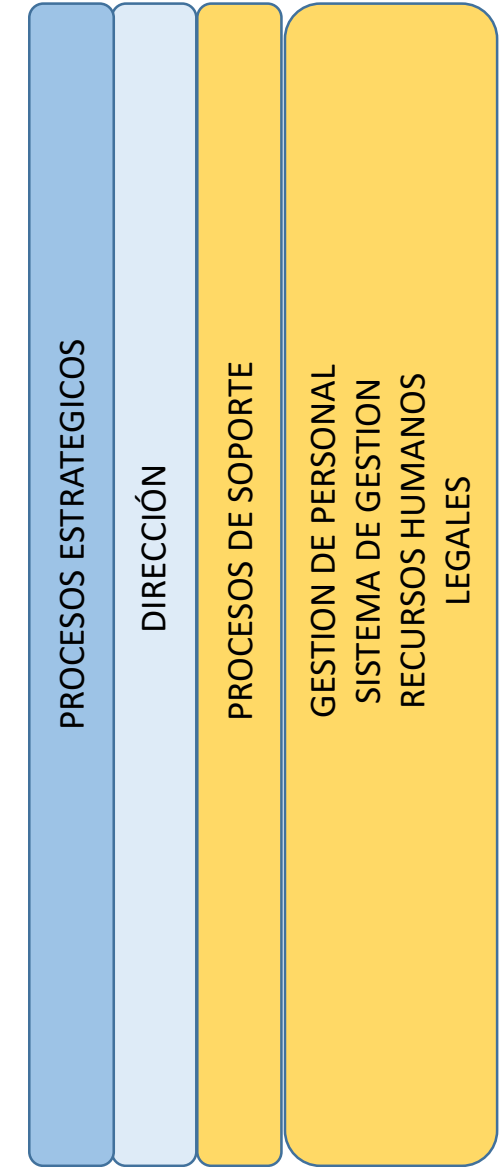 PROCESOS ESTRATEGICOS
DIRECCIÓN
PROCESOS DE SOPORTE
GESTION DE PERSONAL
SISTEMA DE GESTION
RECURSOS HUMANOS
LEGALES